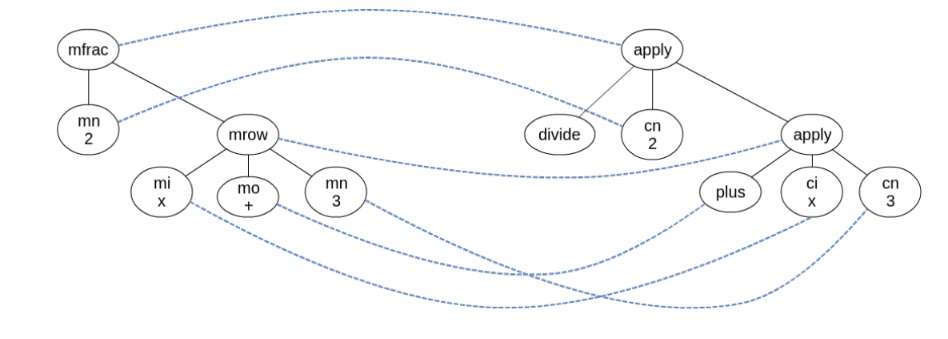 mfrac
apply
mn
2
mrow
divide
cn
2
apply
mi
x
mo
+
mn
3
plus
ci
x
cn
3